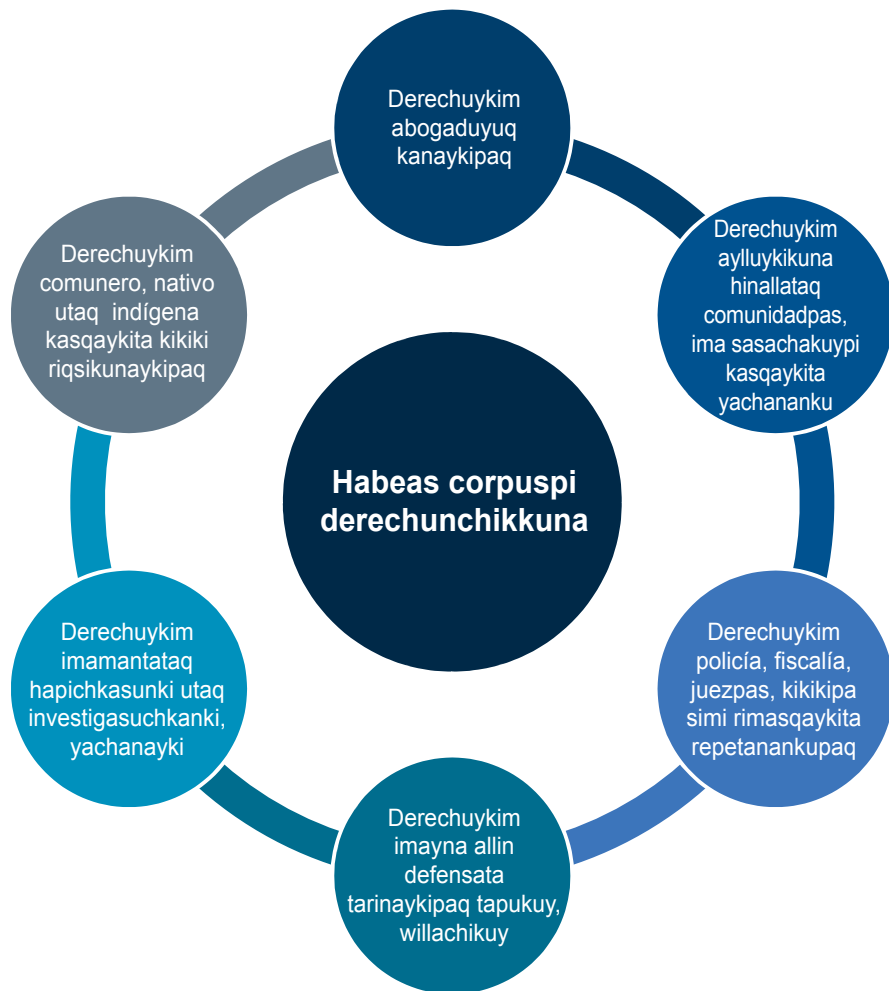 Derechuykim
abogaduyuq
kanaykipaq
Derechuykim
aylluykikuna
hinallataq
comunidadpas,
ima sasachakuypi
kasqaykita
yachananku
Derechuykim
policía, fiscalía,
juezpas, kikikipa
simi rimasqaykita
repetanankupaq
Derechuykim
imayna allin
defensata
tarinaykipaq tapukuy,
willachikuy
Derechuykim
imamantataq
hapichkasunki utaq
investigasuchkanki,
yachanayki
Derechuykim
comunero, nativo
utaq indígena
kasqaykita kikiki
riqsikunaykipaq
Habeas corpuspi
derechunchikkuna